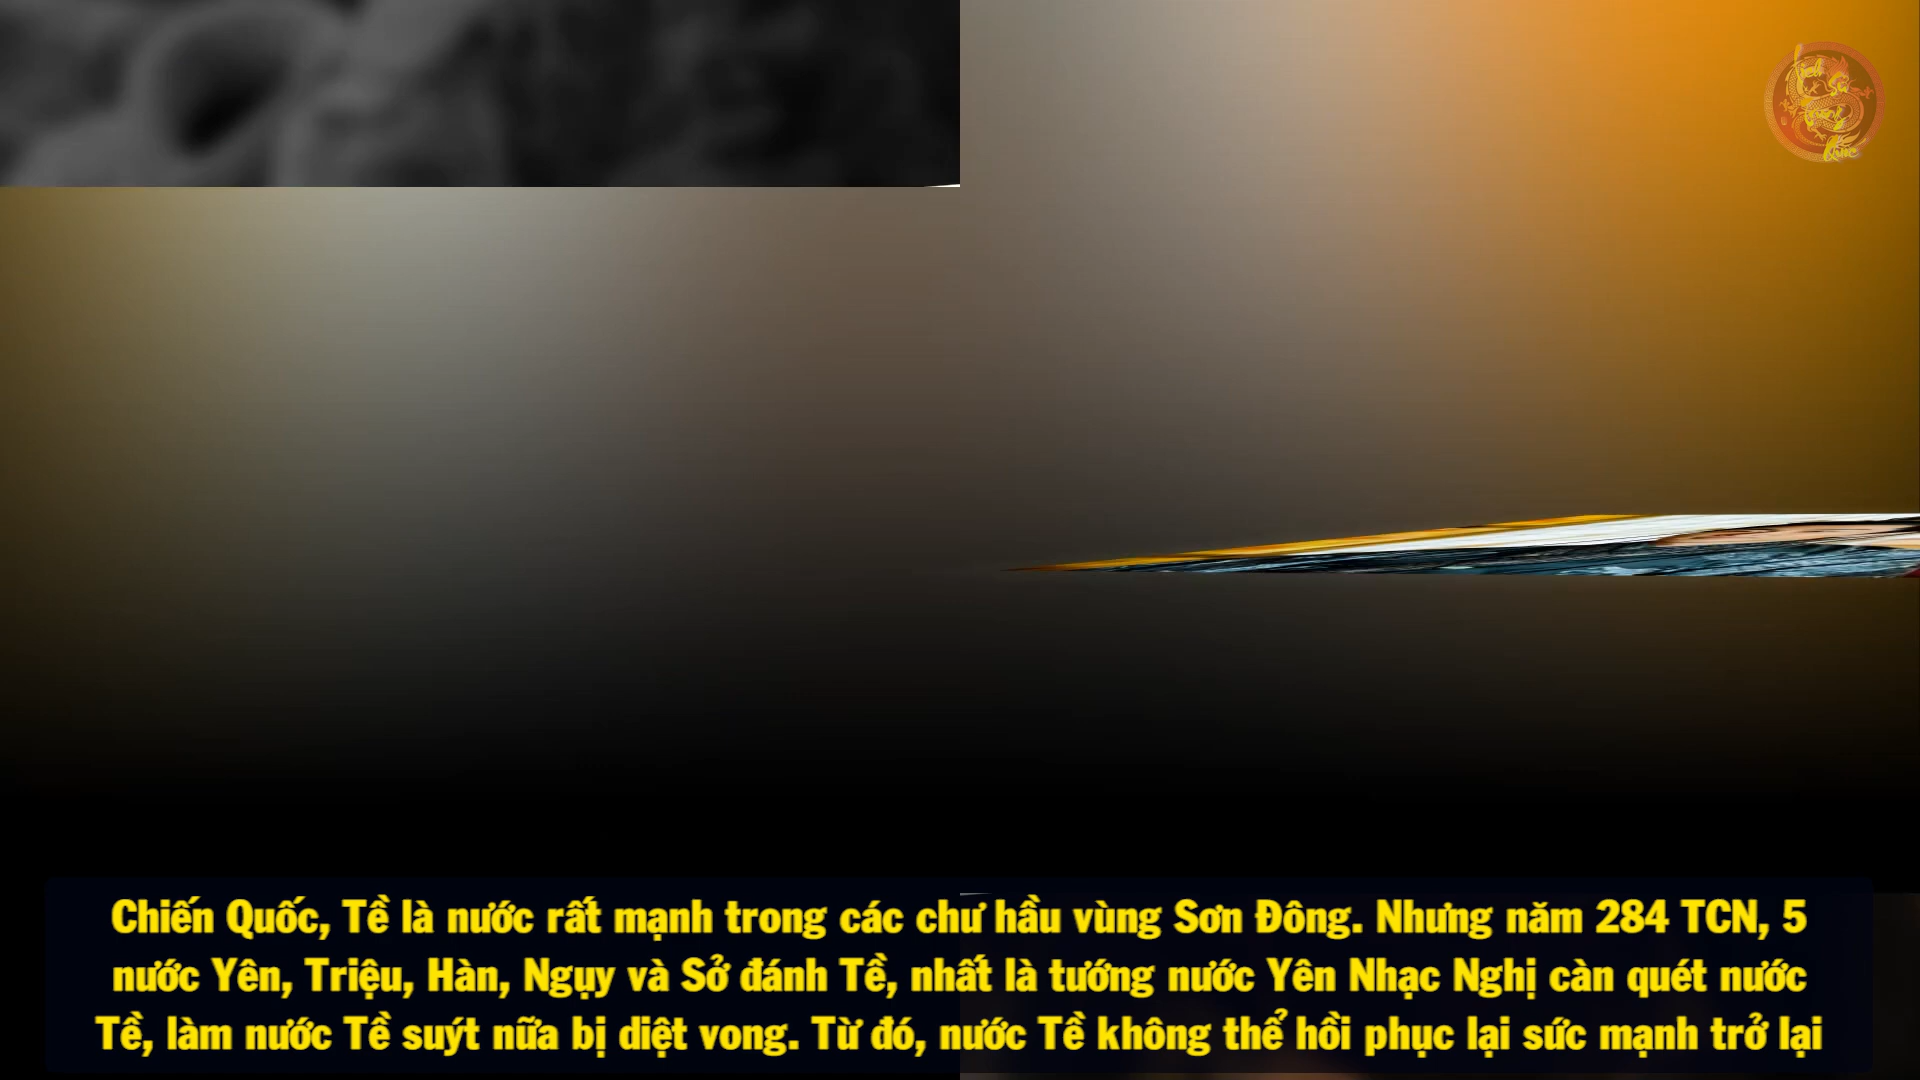 Chiến Quốc, Tề là nước rất mạnh trong các chư hầu vùng Sơn Đông. Nhưng năm 284 TCN, 5
nước Yên, Triệu, Hàn, Ngụy và Sở đánh Tề, nhất là tướng nước Yên Nhạc Nghị càn quét nước
Tề, làm nước Tề suýt nữa bị diệt vong. Từ đó, nước Tề không thể hồi phục lại sức mạnh trở lại